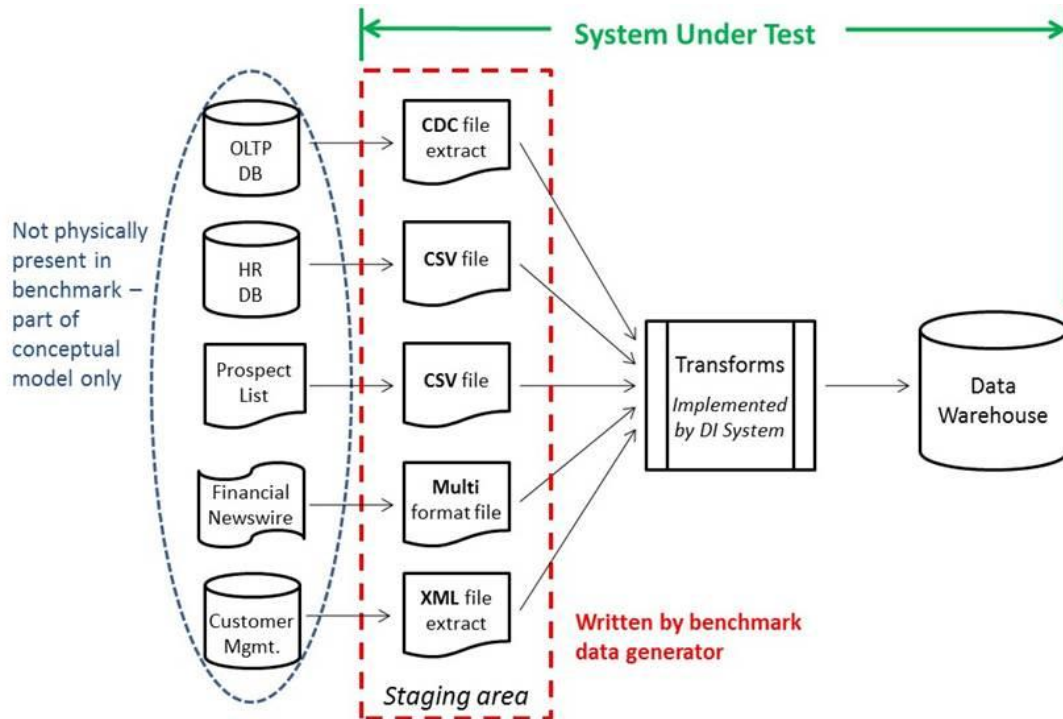 System Under Test
OLTP
DB
CDC file
extract
Not physically
present in
benchmark –
part of
conceptual
model only
HR
DB
CSV file
Prospect
List
CSV file
Transforms
Implemented
by DI System
Data
Warehouse
Financial
Newswire
Multi
format file
Customer
Mgmt.
XML file
extract
Written by benchmark
data generator
Staging area